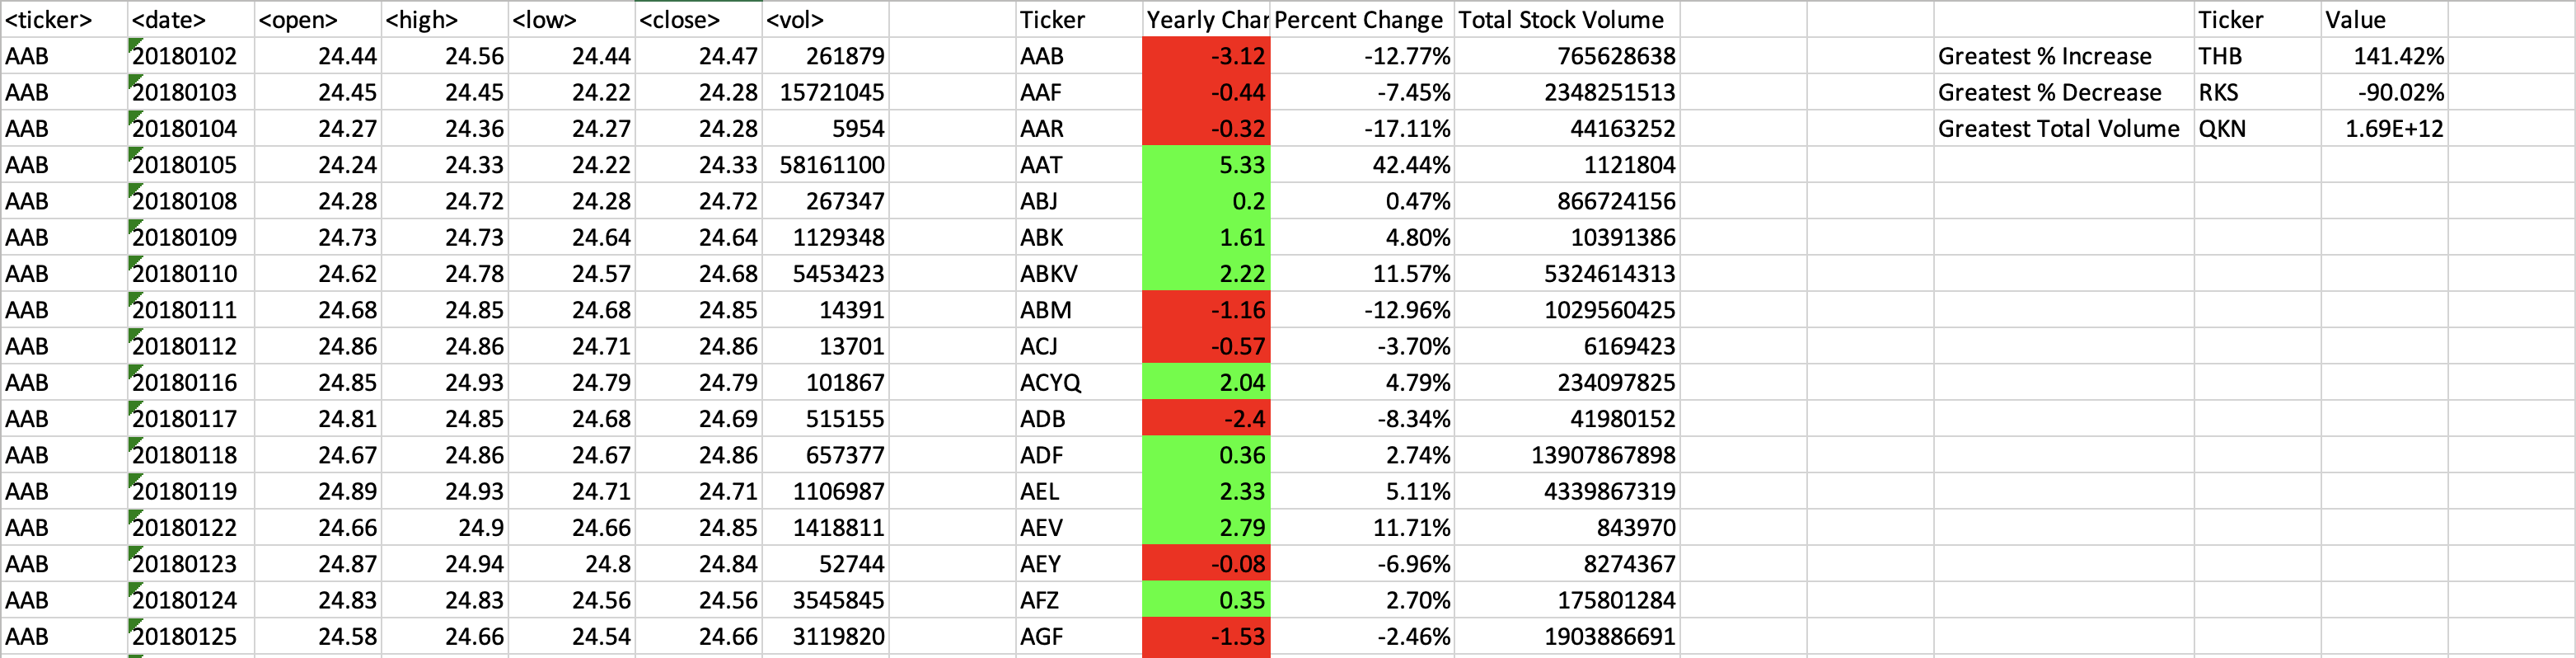 <ticker> <date> <open> <high> <low> <close> <vol> Ticker Yearly Char Percent Change Total Stock Volume Ticker Value
AAB 20180102 24.44 24.56 24.44 24.47 261879 AAB -3.12 -12.77% 765628638 Greatest % Increase THB 141.42%
AAB 20180103 24.45 24.45 24.22 24.28 15721045 AAF -0.44 -7.45% 2348251513 Greatest % Decrease RKS -90.02%
AAB 20180104 24.27 24.36 24.27 24.28 5954 AAR -0.32 -17.11% 44163252 Greatest Total Volume QKN 1.69E+12
AAB 20180105 24.24 24.33 24.22 24.33 58161100 AAT 5.33 42.44% 1121804
AAB 20180108 24.28 24.72 24.28 24.72 267347 ABJ 0.2 0.47% 866724156
AAB 20180109 24.73 24.73 24.64 24.64 1129348 ABK 1.61 4.80% 10391386
AAB 20180110 24.62 24.78 24.57 24.68 5453423 ABKV 2.22 11.57% 5324614313
AAB 20180111 24.68 24.85 24.68 24.85 14391 ABM -1.16 -12.96% 1029560425
AAB 20180112 24.86 24.86 24.71 24.86 13701 ACJ -0.57 -3.70% 6169423
AAB 20180116 24.85 24.93 24.79 24.79 101867 ACYQ 2.04 4.79% 234097825
AAB 20180117 24.81 24.85 24.68 24.69 515155 ADB -2.4 -8.34% 41980152
AAB 20180118 24.67 24.86 24.67 24.86 657377 ADF 0.36 2.74% 13907867898
AAB 20180119 24.89 24.93 24.71 24.71 1106987 AEL 2.33 5.11% 4339867319
AAB 20180122 24.66 24.9 24.66 24.85 1418811 AEV 2.79 11.71% 843970
AAB 20180123 24.87 24.94 24.8 24.84 52744 AEY -0.08 -6.96% 8274367
AAB 20180124 24.83 24.83 24.56 24.56 3545845 AFZ 0.35 2.70% 175801284
AAB 20180125 24.58 24.66 24.54 24.66 3119820 AGF -1.53 -2.46% 1903886691